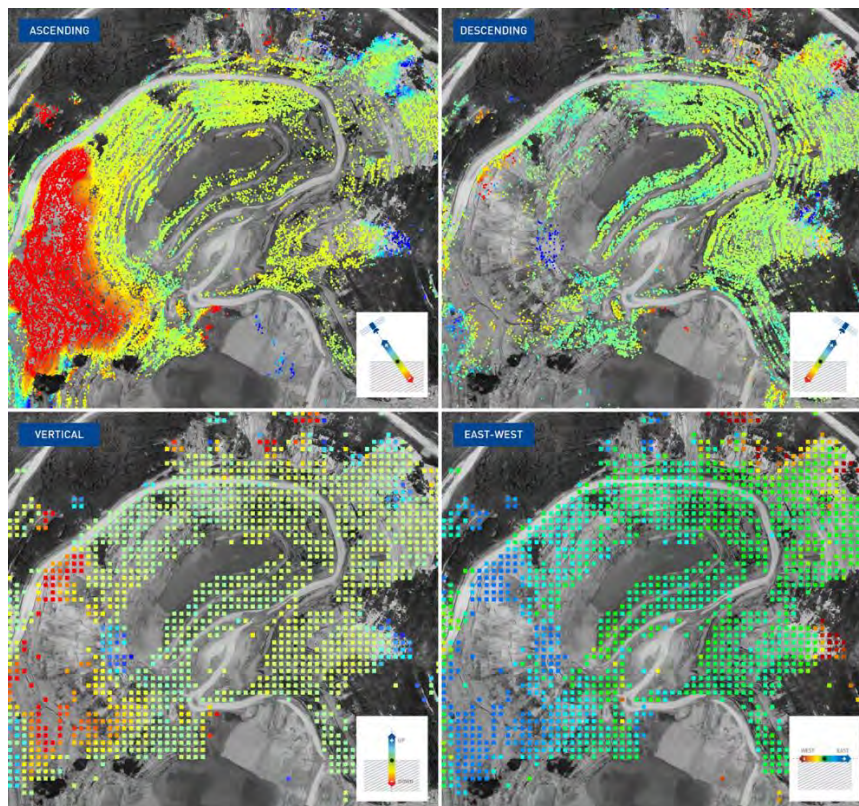 ASCENDING
DESCENDING
VERTICAL
UP
DOWN
EAST-WEST
WEST
EAST